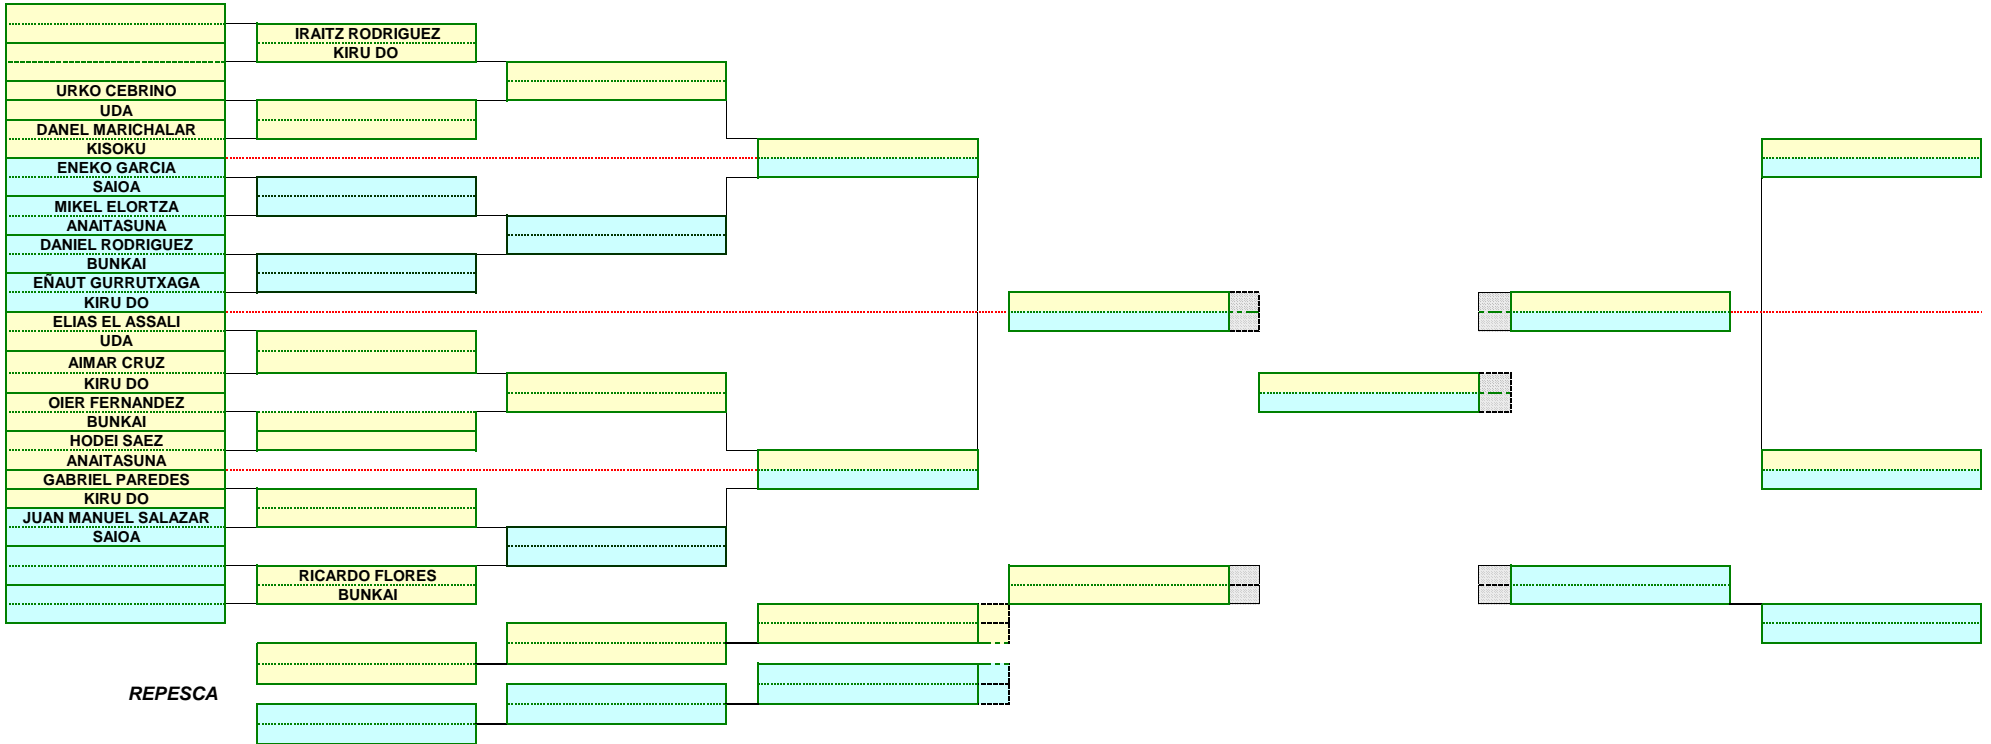 IRAITZ RODRIGUEZ
KIRU DO
URKO CEBRINO
UDA
DANEL MARICHALAR
KISOKU
ENEKO GARCIA
SAIOA
MIKEL ELORTZA
ANAITASUNA
DANIEL RODRIGUEZ
BUNKAI
EÑAUT GURRUTXAGA
KIRU DO
ELIAS EL ASSALI
UDA
AIMAR CRUZ
KIRU DO
OIER FERNANDEZ
BUNKAI
HODEI SAEZ
ANAITASUNA
GABRIEL PAREDES
KIRU DO
JUAN MANUEL SALAZAR
SAIOA
RICARDO FLORES
BUNKAI
REPESCA